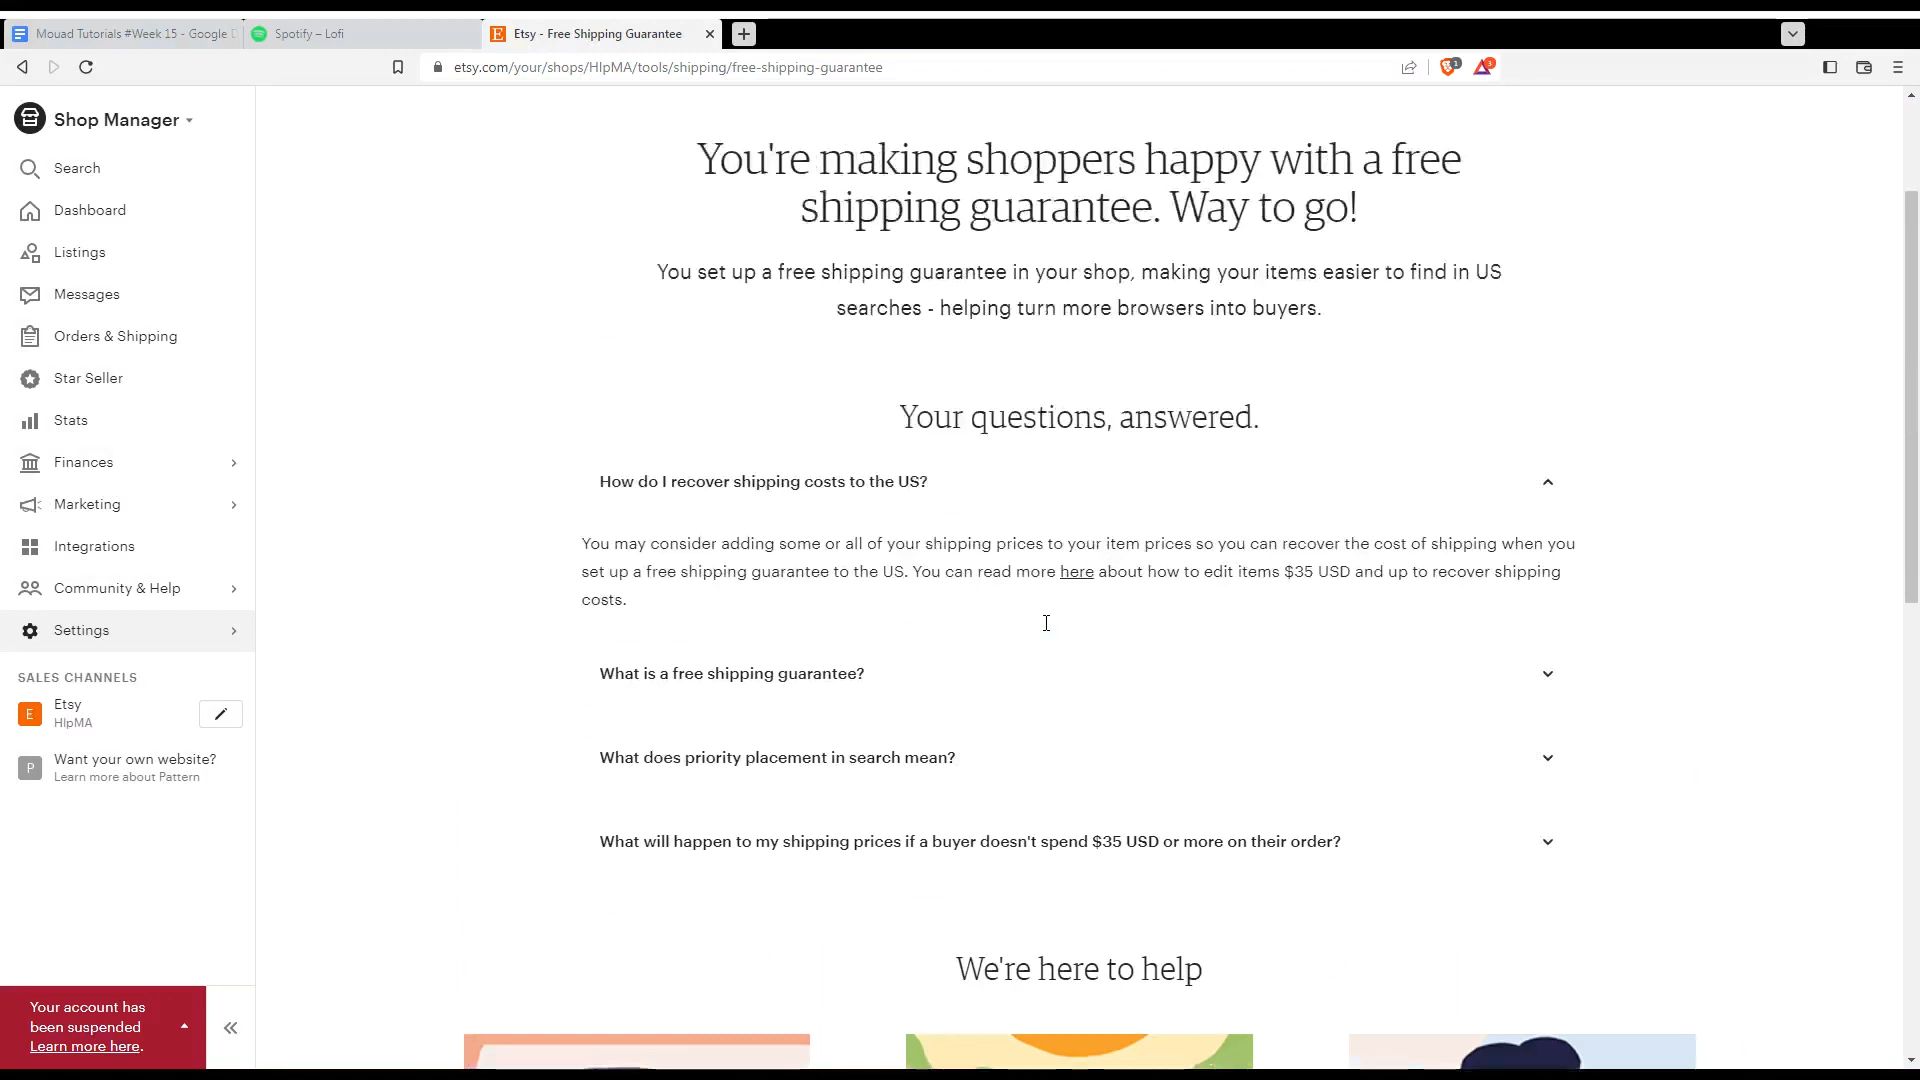 Mouad Tutorials #Week 15 - Google D
Spotify – Lofi
Etsy - Free Shipping Guarantee
etsy.com/your/shops/HlpMA/tools/shipping/free-shipping-guarantee
1
3
Shop Manager
Search
Dashboard
Listings
Messages
Orders & Shipping
Star Seller
Stats
Finances
Marketing
Integrations
Community & Help
Settings
SALES CHANNELS
E
Etsy
HlpMA
P
Want your own website?
Learn more about Pattern
Your account has
been suspended
Learn more here.
You're making shoppers happy with a free
shipping guarantee. Way to go!
You set up a free shipping guarantee in your shop, making your items easier to find in US
searches - helping turn more browsers into buyers.
Your questions, answered.
How do I recover shipping costs to the US?
You may consider adding some or all of your shipping prices to your item prices so you can recover the cost of shipping when you
set up a free shipping guarantee to the US. You can read more here about how to edit items $35 USD and up to recover shipping
costs.
What is a free shipping guarantee?
What does priority placement in search mean?
What will happen to my shipping prices if a buyer doesn't spend $35 USD or more on their order?
We're here to help